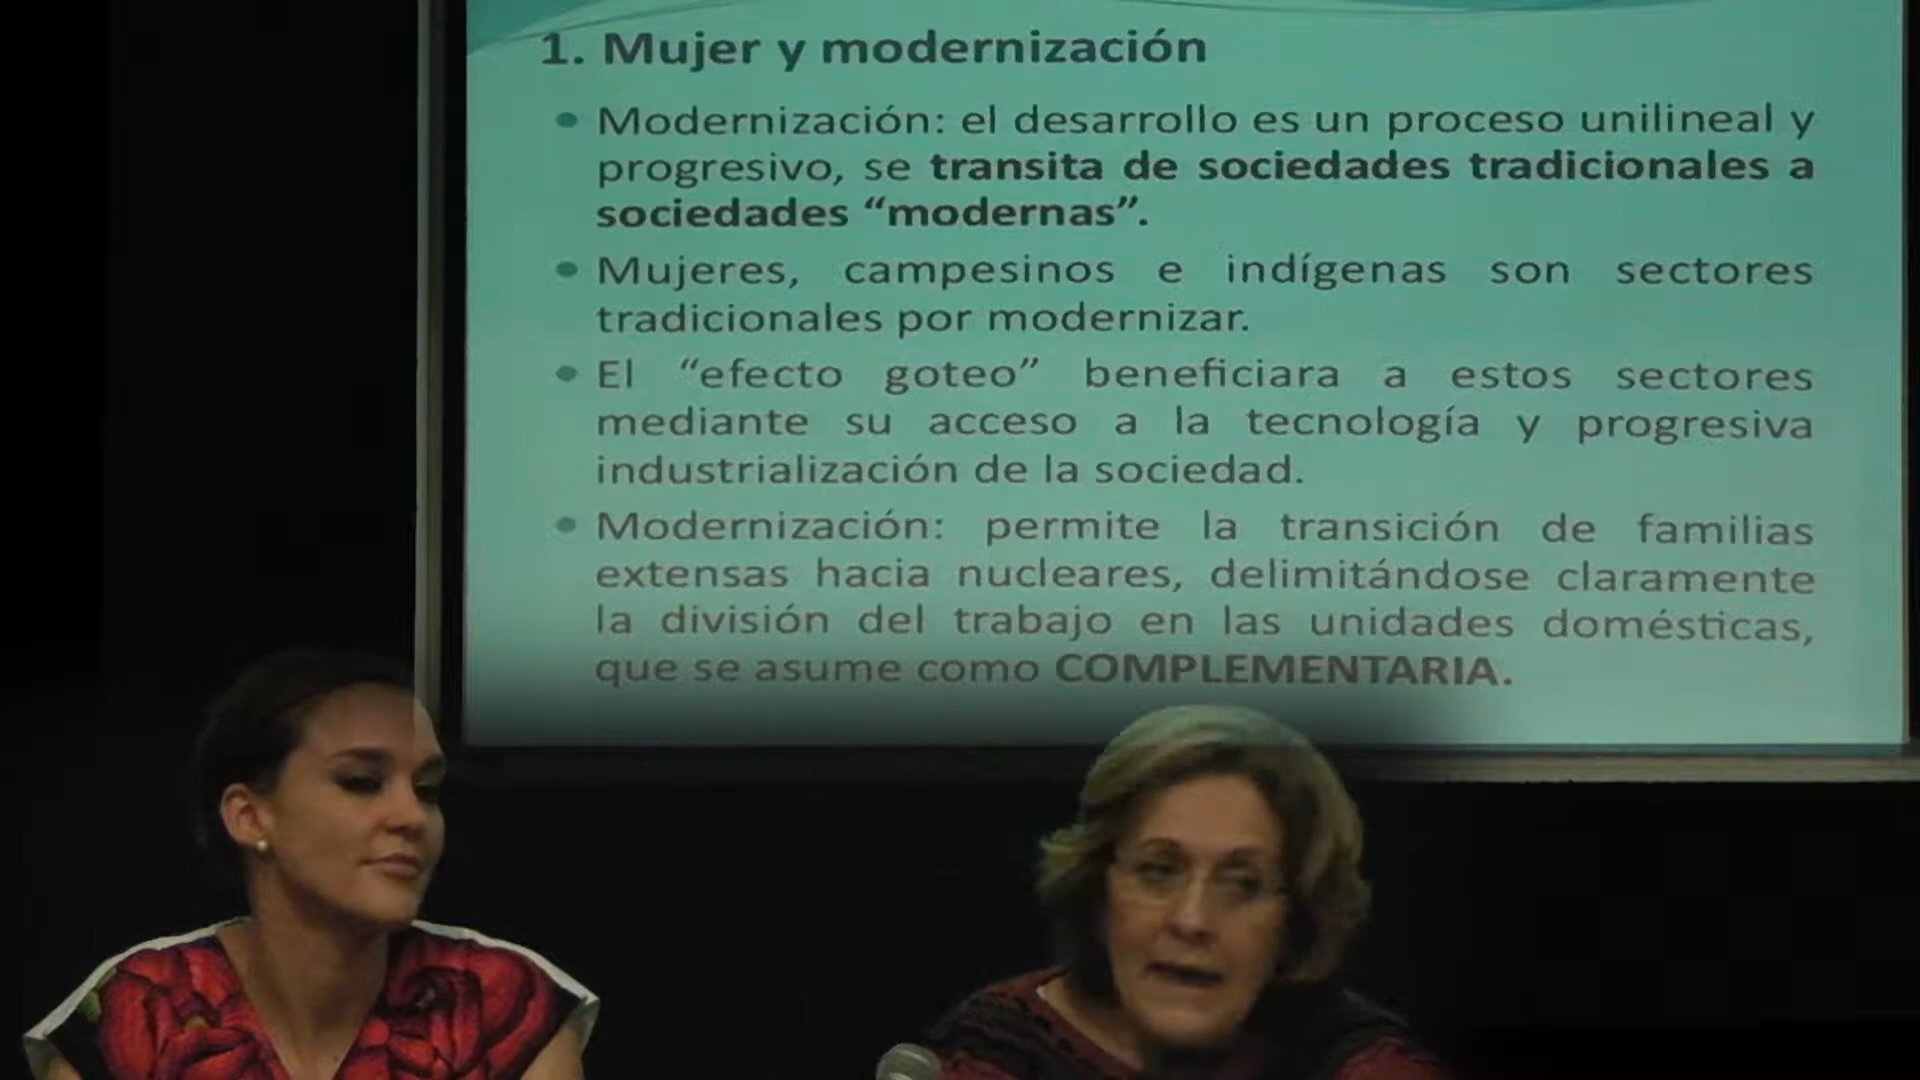 1. Mujer y modernización
• Modernización: el desarrollo es un proceso unilineal y
progresivo, se transita de sociedades tradicionales a
sociedades “modernas”.
• Mujeres, campesinos e indígenas son sectores
tradicionales por modernizar.
• El “efecto goteo” beneficiara a estos sectores
mediante su acceso a la tecnología y progresiva
industrialización de la sociedad.
• Modernización: permite la transición de familias
extensas hacia nucleares, delimitándose claramente
la división del trabajo en las unidades domésticas,
que se asume como COMPLEMENTARIA.